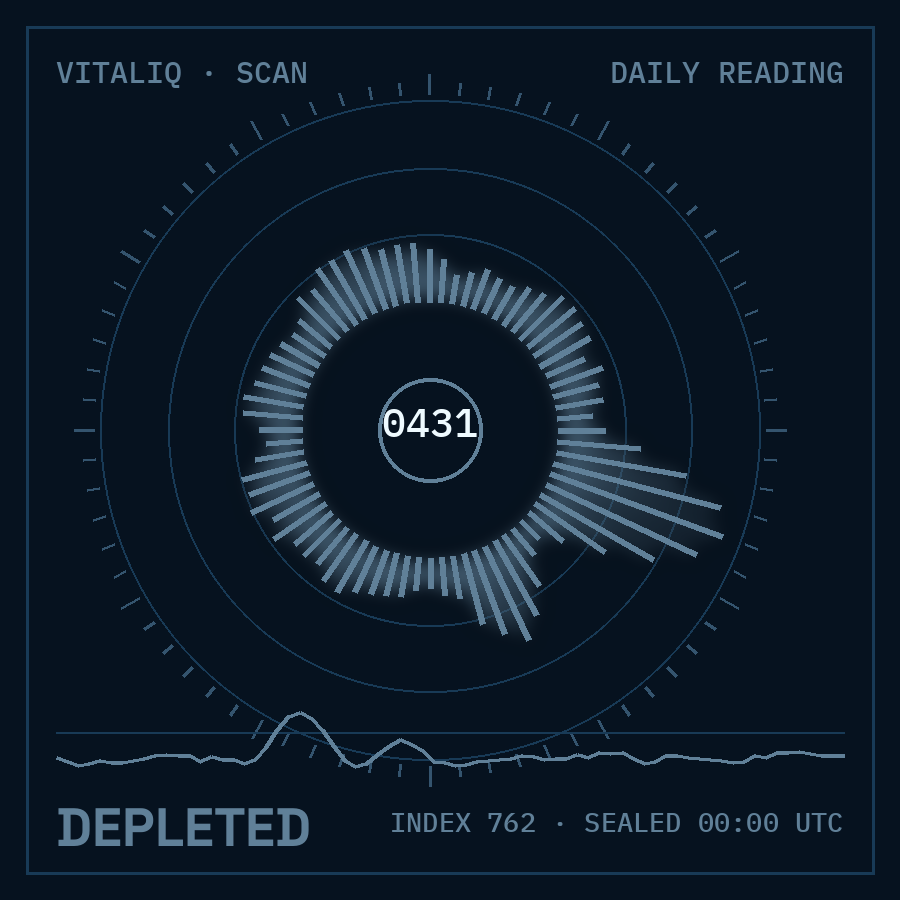 VITALIQ · SCAN
DAILY READING
0431
DEPLETED
INDEX 762 · SEALED 00:00 UTC